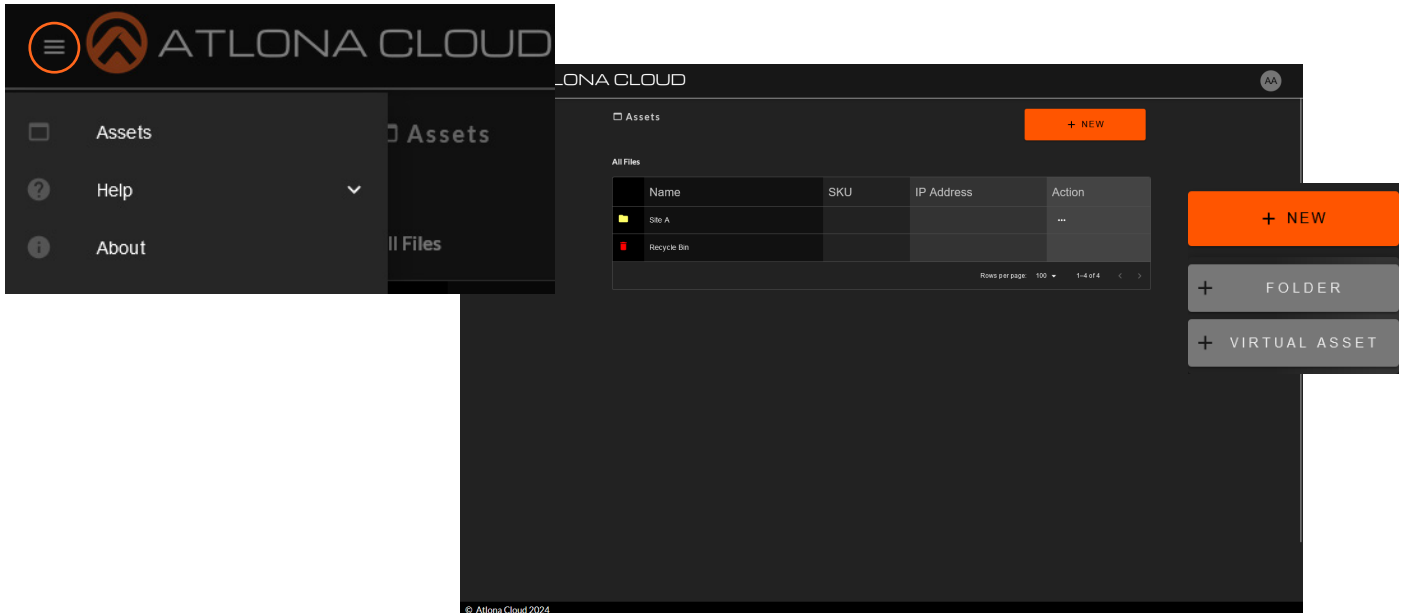 ATLONA CLOUD
Assets
Help
About
Assets
ll Files
LONA CLOUD
AA
Assets
+ NEW
All Files
Name SKU IP Address Action
Site A ...
Recycle Bin
Rows per page: 100 1–4 of 4 < >
© Atlona Cloud 2024
+ NEW
+ FOLDER
+ VIRTUAL ASSET